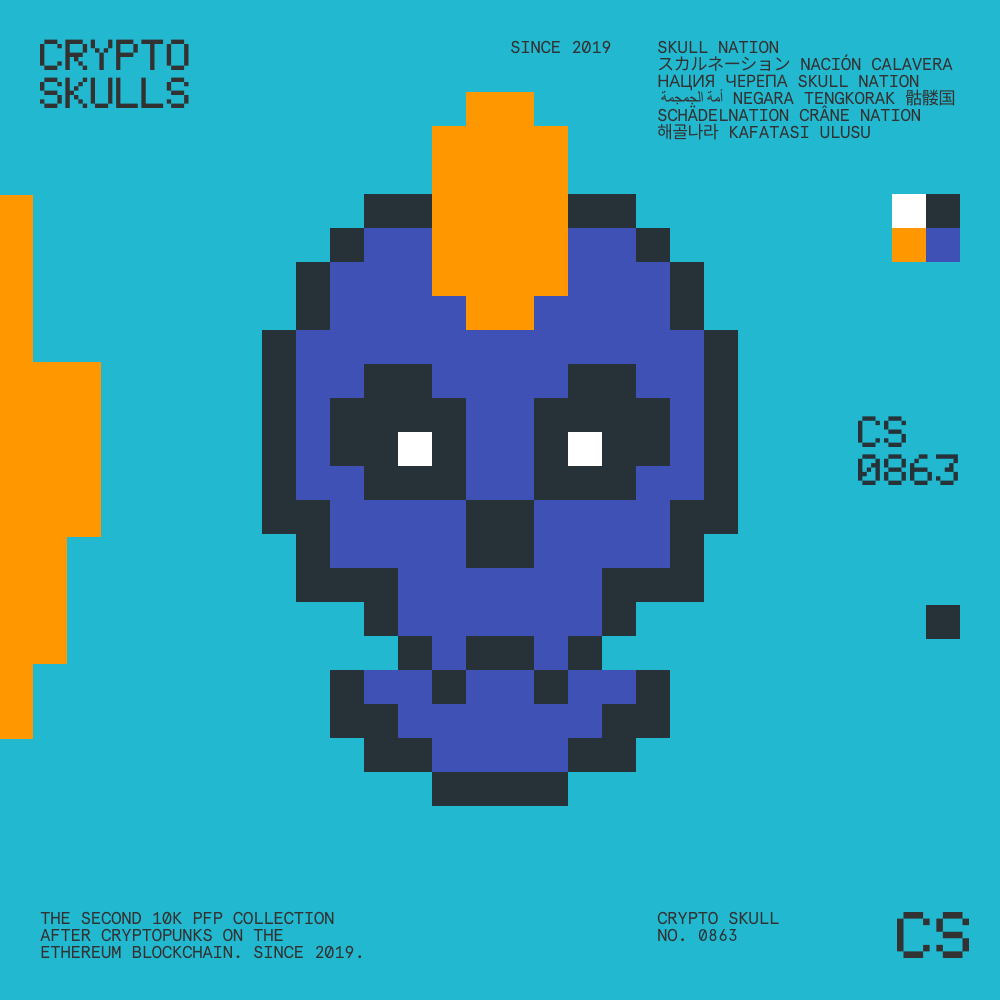 CRYPTO
SKULLS
SINCE 2019
SKULL NATION
スカルネーション NACIÓN CALAVERA
НАЦИЯ ЧЕРЕПА SKULL NATION
أمة الجمجمة NEGARA TENGKORAK 骷髅国
SCHÄDELNATION CRÂNE NATION
해골나라 KAFATASI ULUSU
CS
0863
THE SECOND 10K PFP COLLECTION
AFTER CRYPTOPUNKS ON THE
ETHEREUM BLOCKCHAIN. SINCE 2019.
CRYPTO SKULL
NO. 0863
CS